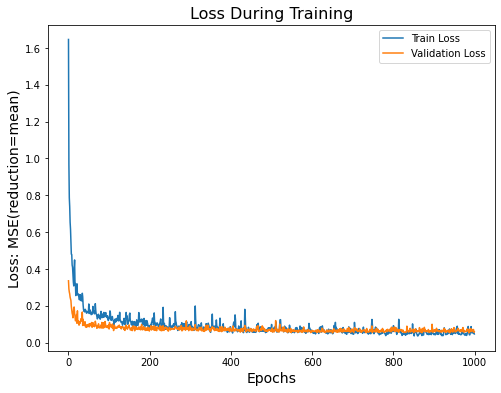 Loss During Training
Train Loss
Validation Loss
Loss: MSE(reduction=mean)
1.6
1.4
1.2
1.0
0.8
0.6
0.4
0.2
0.0
0 200 400 600 800 1000
Epochs